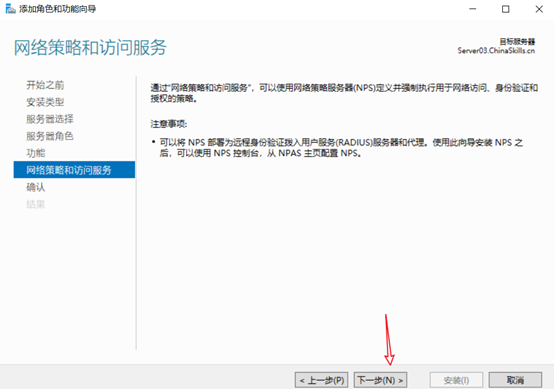 添加角色和功能向导
网络策略和访问服务
目标服务器
Server03.ChinaSkills.cn
开始之前
安装类型
服务器选择
服务器角色
功能
网络策略和访问服务
确认
结果
通过"网络策略和访问服务"，可以使用网络策略服务器(NPS)定义并强制执行用于网络访问、身份验证和
授权的策略。
注意事项:
• 可以将 NPS 部署为远程身份验证拨入用户服务(RADIUS)服务器和代理。使用此向导安装 NPS 之
后，可以使用 NPS 控制台，从 NPAS 主页配置 NPS。
< 上一步(P)
下一步(N) >
安装(I)
取消